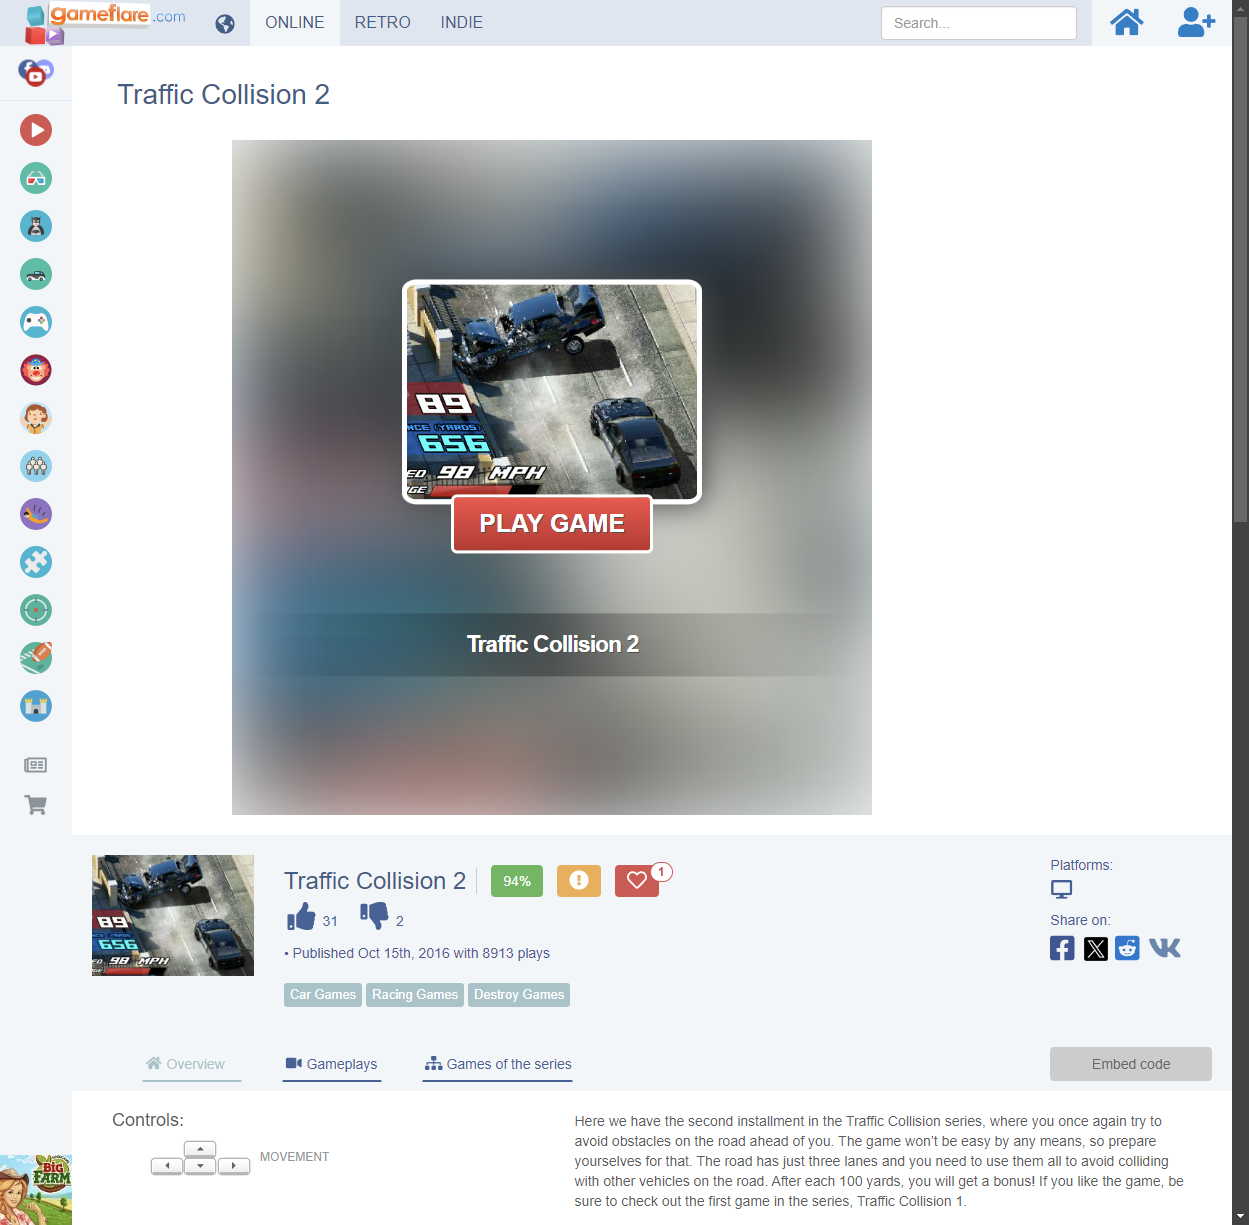 gameflare.com
ONLINE
RETRO
INDIE
Search...
Traffic Collision 2
89
NCE (YARDS)
656
ED 98 MPH
GE
PLAY GAME
Traffic Collision 2
89
656
ED 98 MPH
Traffic Collision 2
94%
1
31
2
• Published Oct 15th, 2016 with 8913 plays
Car Games
Racing Games
Destroy Games
Platforms:
Share on:
Overview
Gameplays
Games of the series
Embed code
Controls:
MOVEMENT
Here we have the second installment in the Traffic Collision series, where you once again try to
avoid obstacles on the road ahead of you. The game won't be easy by any means, so prepare
yourselves for that. The road has just three lanes and you need to use them all to avoid colliding
with other vehicles on the road. After each 100 yards, you will get a bonus! If you like the game, be
sure to check out the first game in the series, Traffic Collision 1.
BIG
FARM